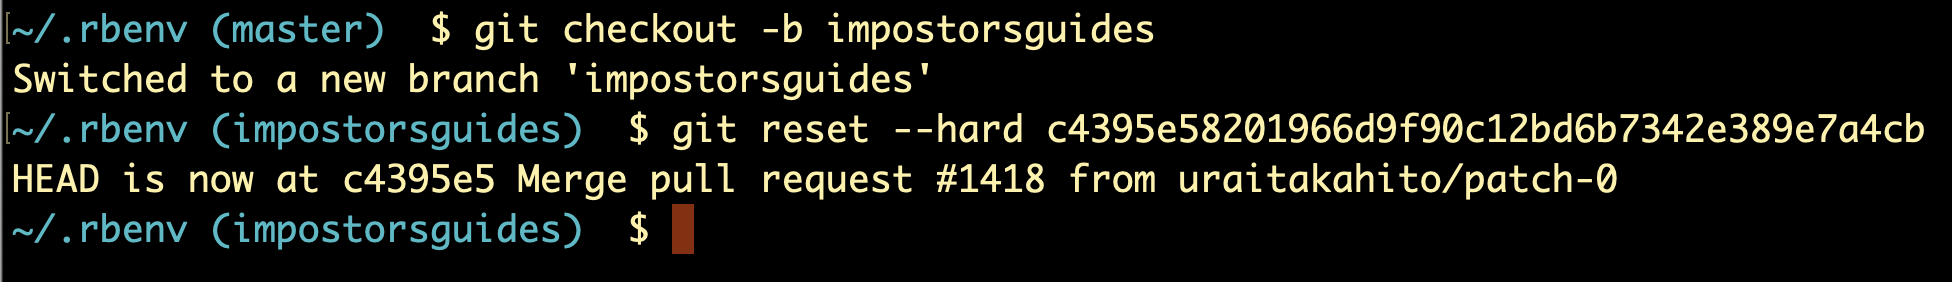 ~/.rbenv (master)  $ git checkout -b impostorsguides
Switched to a new branch 'impostorsguides'
~/.rbenv (impostorsguides)  $ git reset --hard c4395e58201966d9f90c12bd6b7342e389e7a4cb
HEAD is now at c4395e5 Merge pull request #1418 from uraitakahito/patch-0
~/.rbenv (impostorsguides)  $